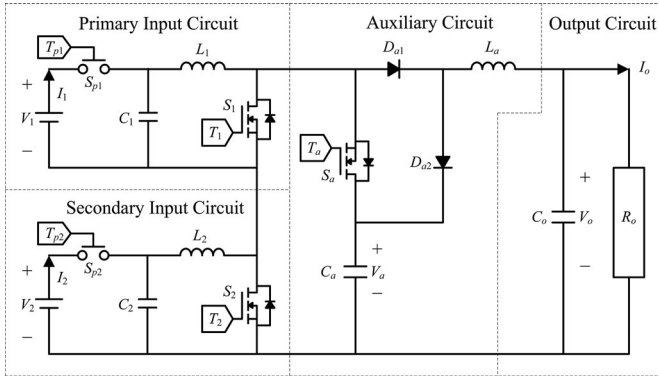 Primary Input Circuit
Auxiliary Circuit
Output Circuit
Tp1
L1
Da1
La
Io
Sp1
+
I1
V1
−
C1
S1
T1
Ta
Sa
Da2
Secondary Input Circuit
Tp2
L2
Sp2
+
I2
V2
−
C2
S2
T2
+
Ca
Va
−
+
Co
Vo
−
Ro